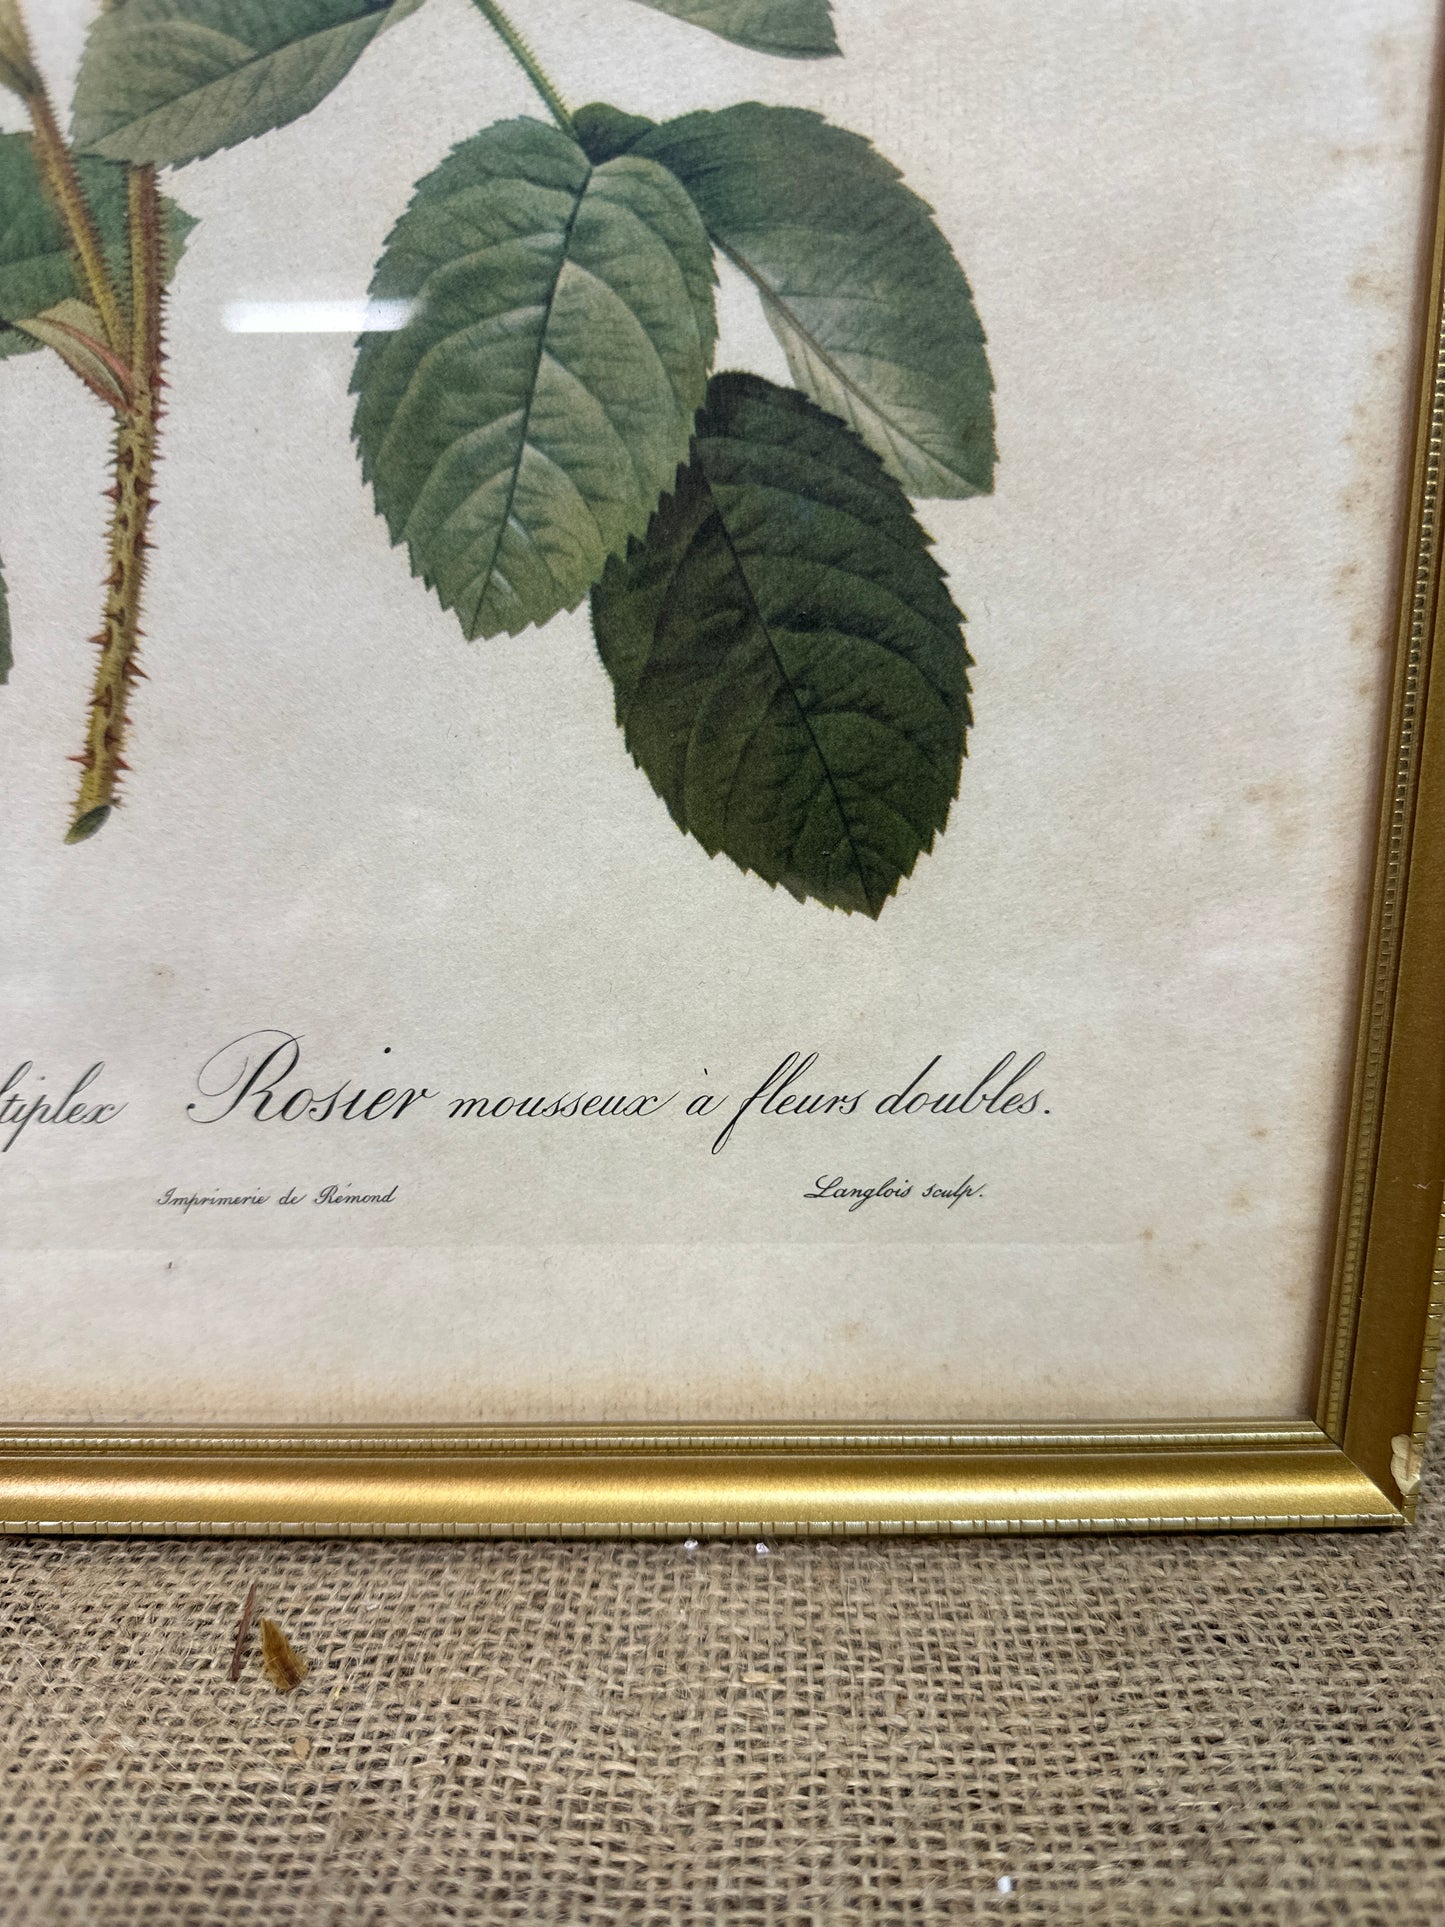 tiplex Rosier mousseux à fleurs doubles.
Imprimerie de Rémond Langlois sculp.